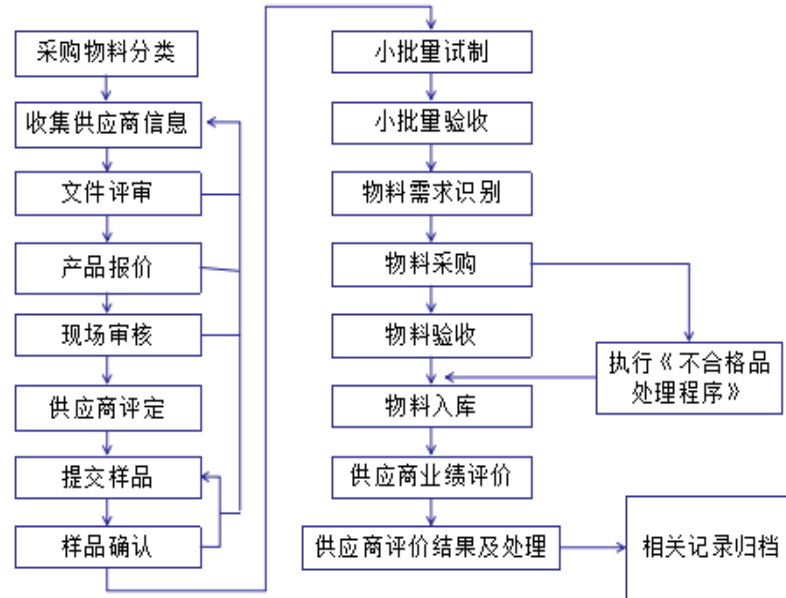 采购物料分类
收集供应商信息
文件评审
产品报价
现场审核
供应商评定
提交样品
样品确认
小批量试制
小批量验收
物料需求识别
物料采购
物料验收
执行《不合格品
处理程序》
物料入库
供应商业绩评价
供应商评价结果及处理
相关记录归档